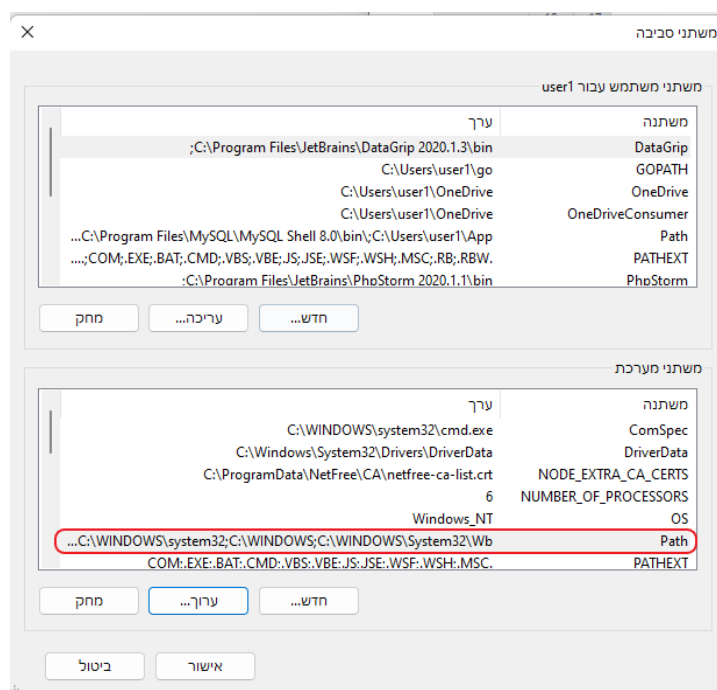 משתני סביבה
משתני משתמש עבור user1
משתנה ערך
DataGrip ;C:\Program Files\JetBrains\DataGrip 2020.1.3\bin
GOPATH C:\Users\user1\go
OneDrive C:\Users\user1\OneDrive
OneDriveConsumer C:\Users\user1\OneDrive
Path ...C:\Program Files\MySQL\MySQL Shell 8.0\bin\;C:\Users\user1\App
PATHEXT ....;COM;.EXE;.BAT;.CMD;.VBS;.VBE;.JS;.JSE;.WSF;.WSH;.MSC;.RB;.RBW.
PhpStorm ;C:\Program Files\JetBrains\PhpStorm 2020.1.1\bin
חדש... עריכה... מחק
משתני מערכת
משתנה ערך
ComSpec C:\WINDOWS\system32\cmd.exe
DriverData C:\Windows\System32\Drivers\DriverData
NODE_EXTRA_CA_CERTS C:\ProgramData\NetFree\CA\netfree-ca-list.crt
NUMBER_OF_PROCESSORS 6
OS Windows_NT
Path ...C:\WINDOWS\system32;C:\WINDOWS;C:\WINDOWS\System32\Wb
PATHEXT COM;.EXE;.BAT;.CMD;.VBS;.VBE;.JS;.JSE;.WSF;.WSH;.MSC.
חדש... ערוך... מחק
אישור ביטול